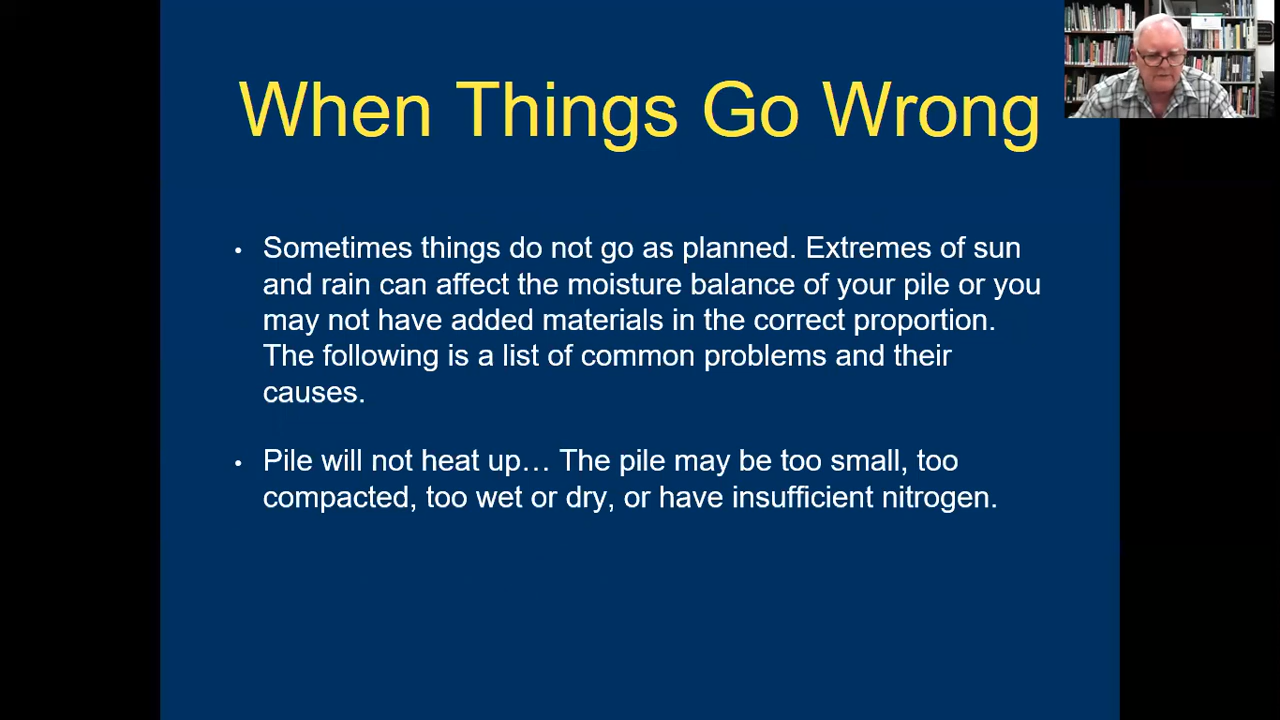 When Things Go Wrong
• Sometimes things do not go as planned. Extremes of sun
and rain can affect the moisture balance of your pile or you
may not have added materials in the correct proportion.
The following is a list of common problems and their
causes.
• Pile will not heat up… The pile may be too small, too
compacted, too wet or dry, or have insufficient nitrogen.